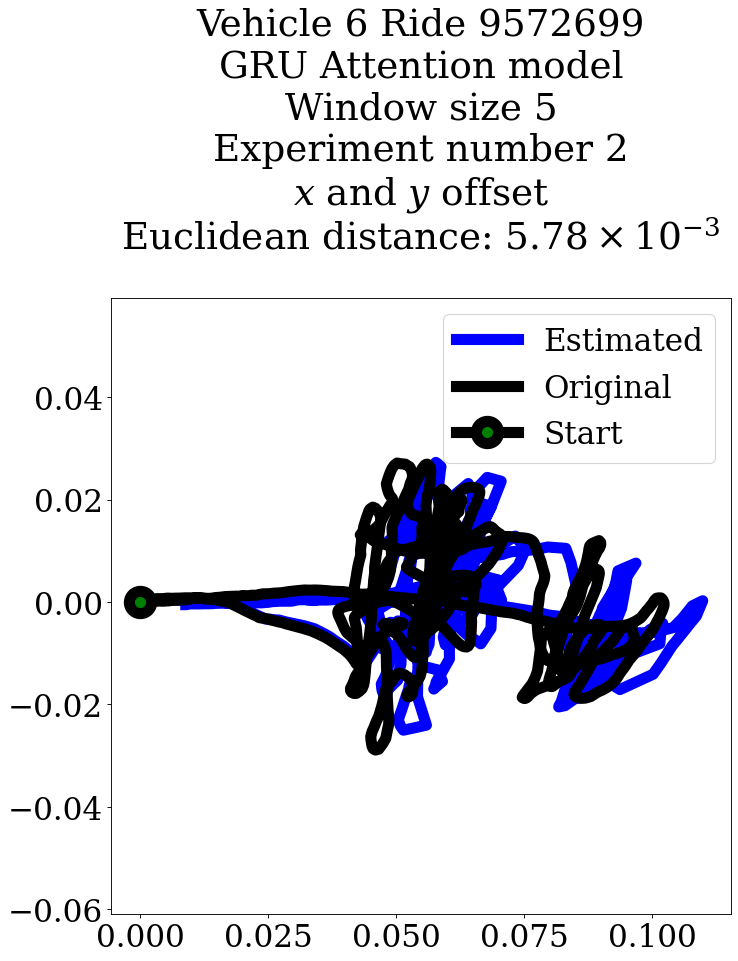 Vehicle 6 Ride 9572699
GRU Attention model
Window size 5
Experiment number 2
x and y offset
Euclidean distance: 5.78 × 10⁻³
Estimated
Original
Start
0.04
0.02
0.00
−0.02
−0.04
−0.06
0.000 0.025 0.050 0.075 0.100